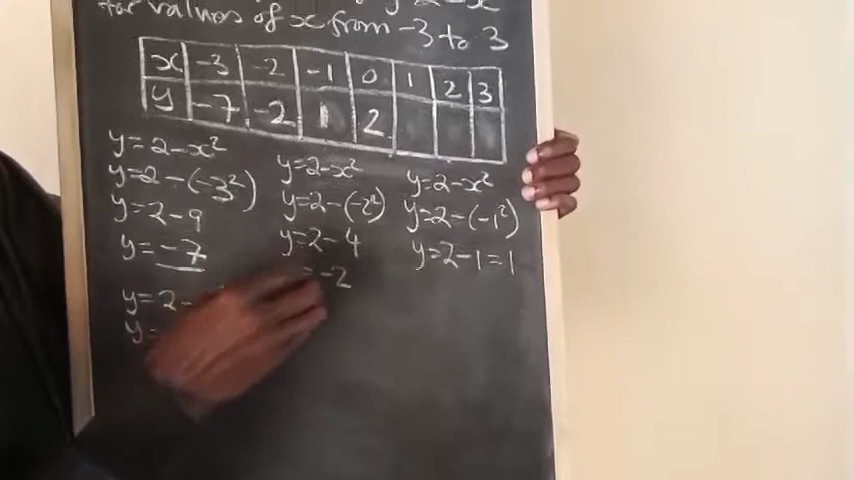 for values of x from -3 to 3
x -3 -2 -1 0 1 2 3
y -7 -2 1 2
y=2-x²
y=2-(-3²)
y=2-9
y=-7
y=2-x²
y=2-(-2²)
y=2-4
=-2
y=2-x²
y=2-(-1²)
y=2-1=1
y=2-
y=